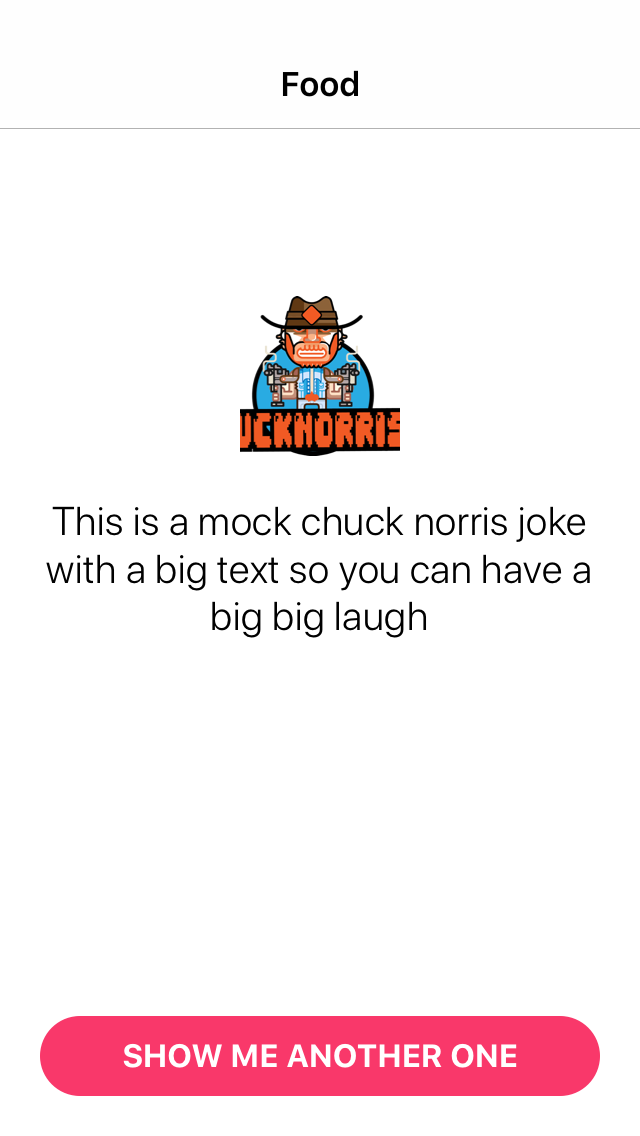 Food
UCKNORRIS
This is a mock chuck norris joke
with a big text so you can have a
big big laugh
SHOW ME ANOTHER ONE